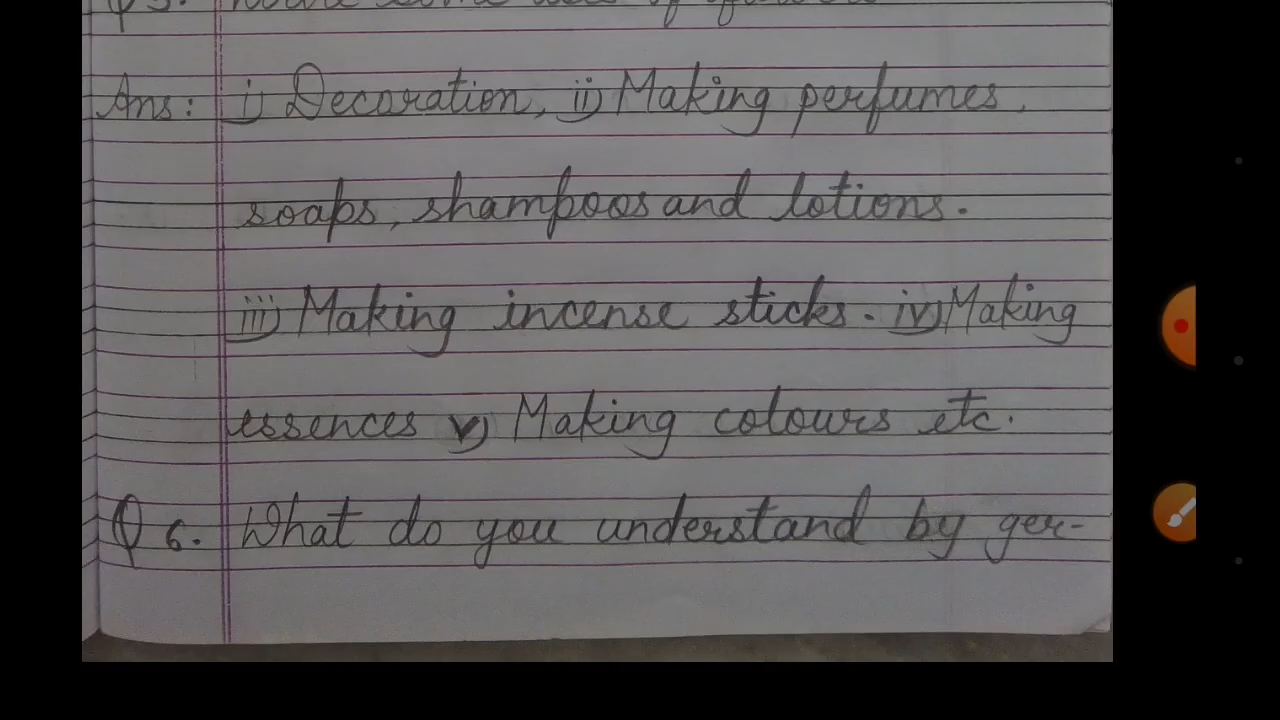 Ans: i) Decoration, ii) Making perfumes,
soaps, shampoos and lotions.
iii) Making incense sticks. iv) Making
essences v) Making colours etc.
Q 6. What do you understand by ger-